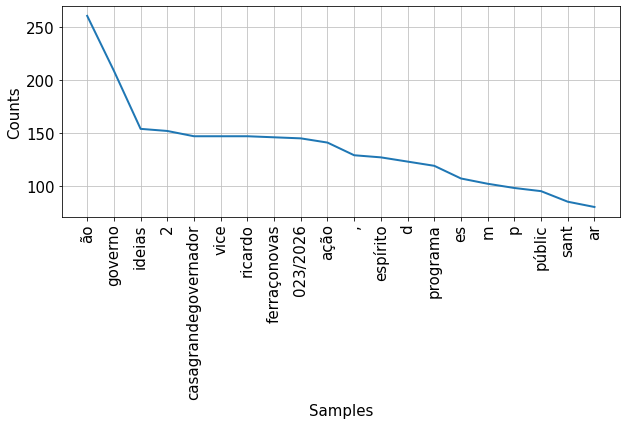 250
200
150
100
Counts
ão
governo
ideias
2
casagrandegovernador
vice
ricardo
ferraçonovas
023/2026
ação
,
espírito
d
programa
es
m
p
públic
sant
ar
Samples